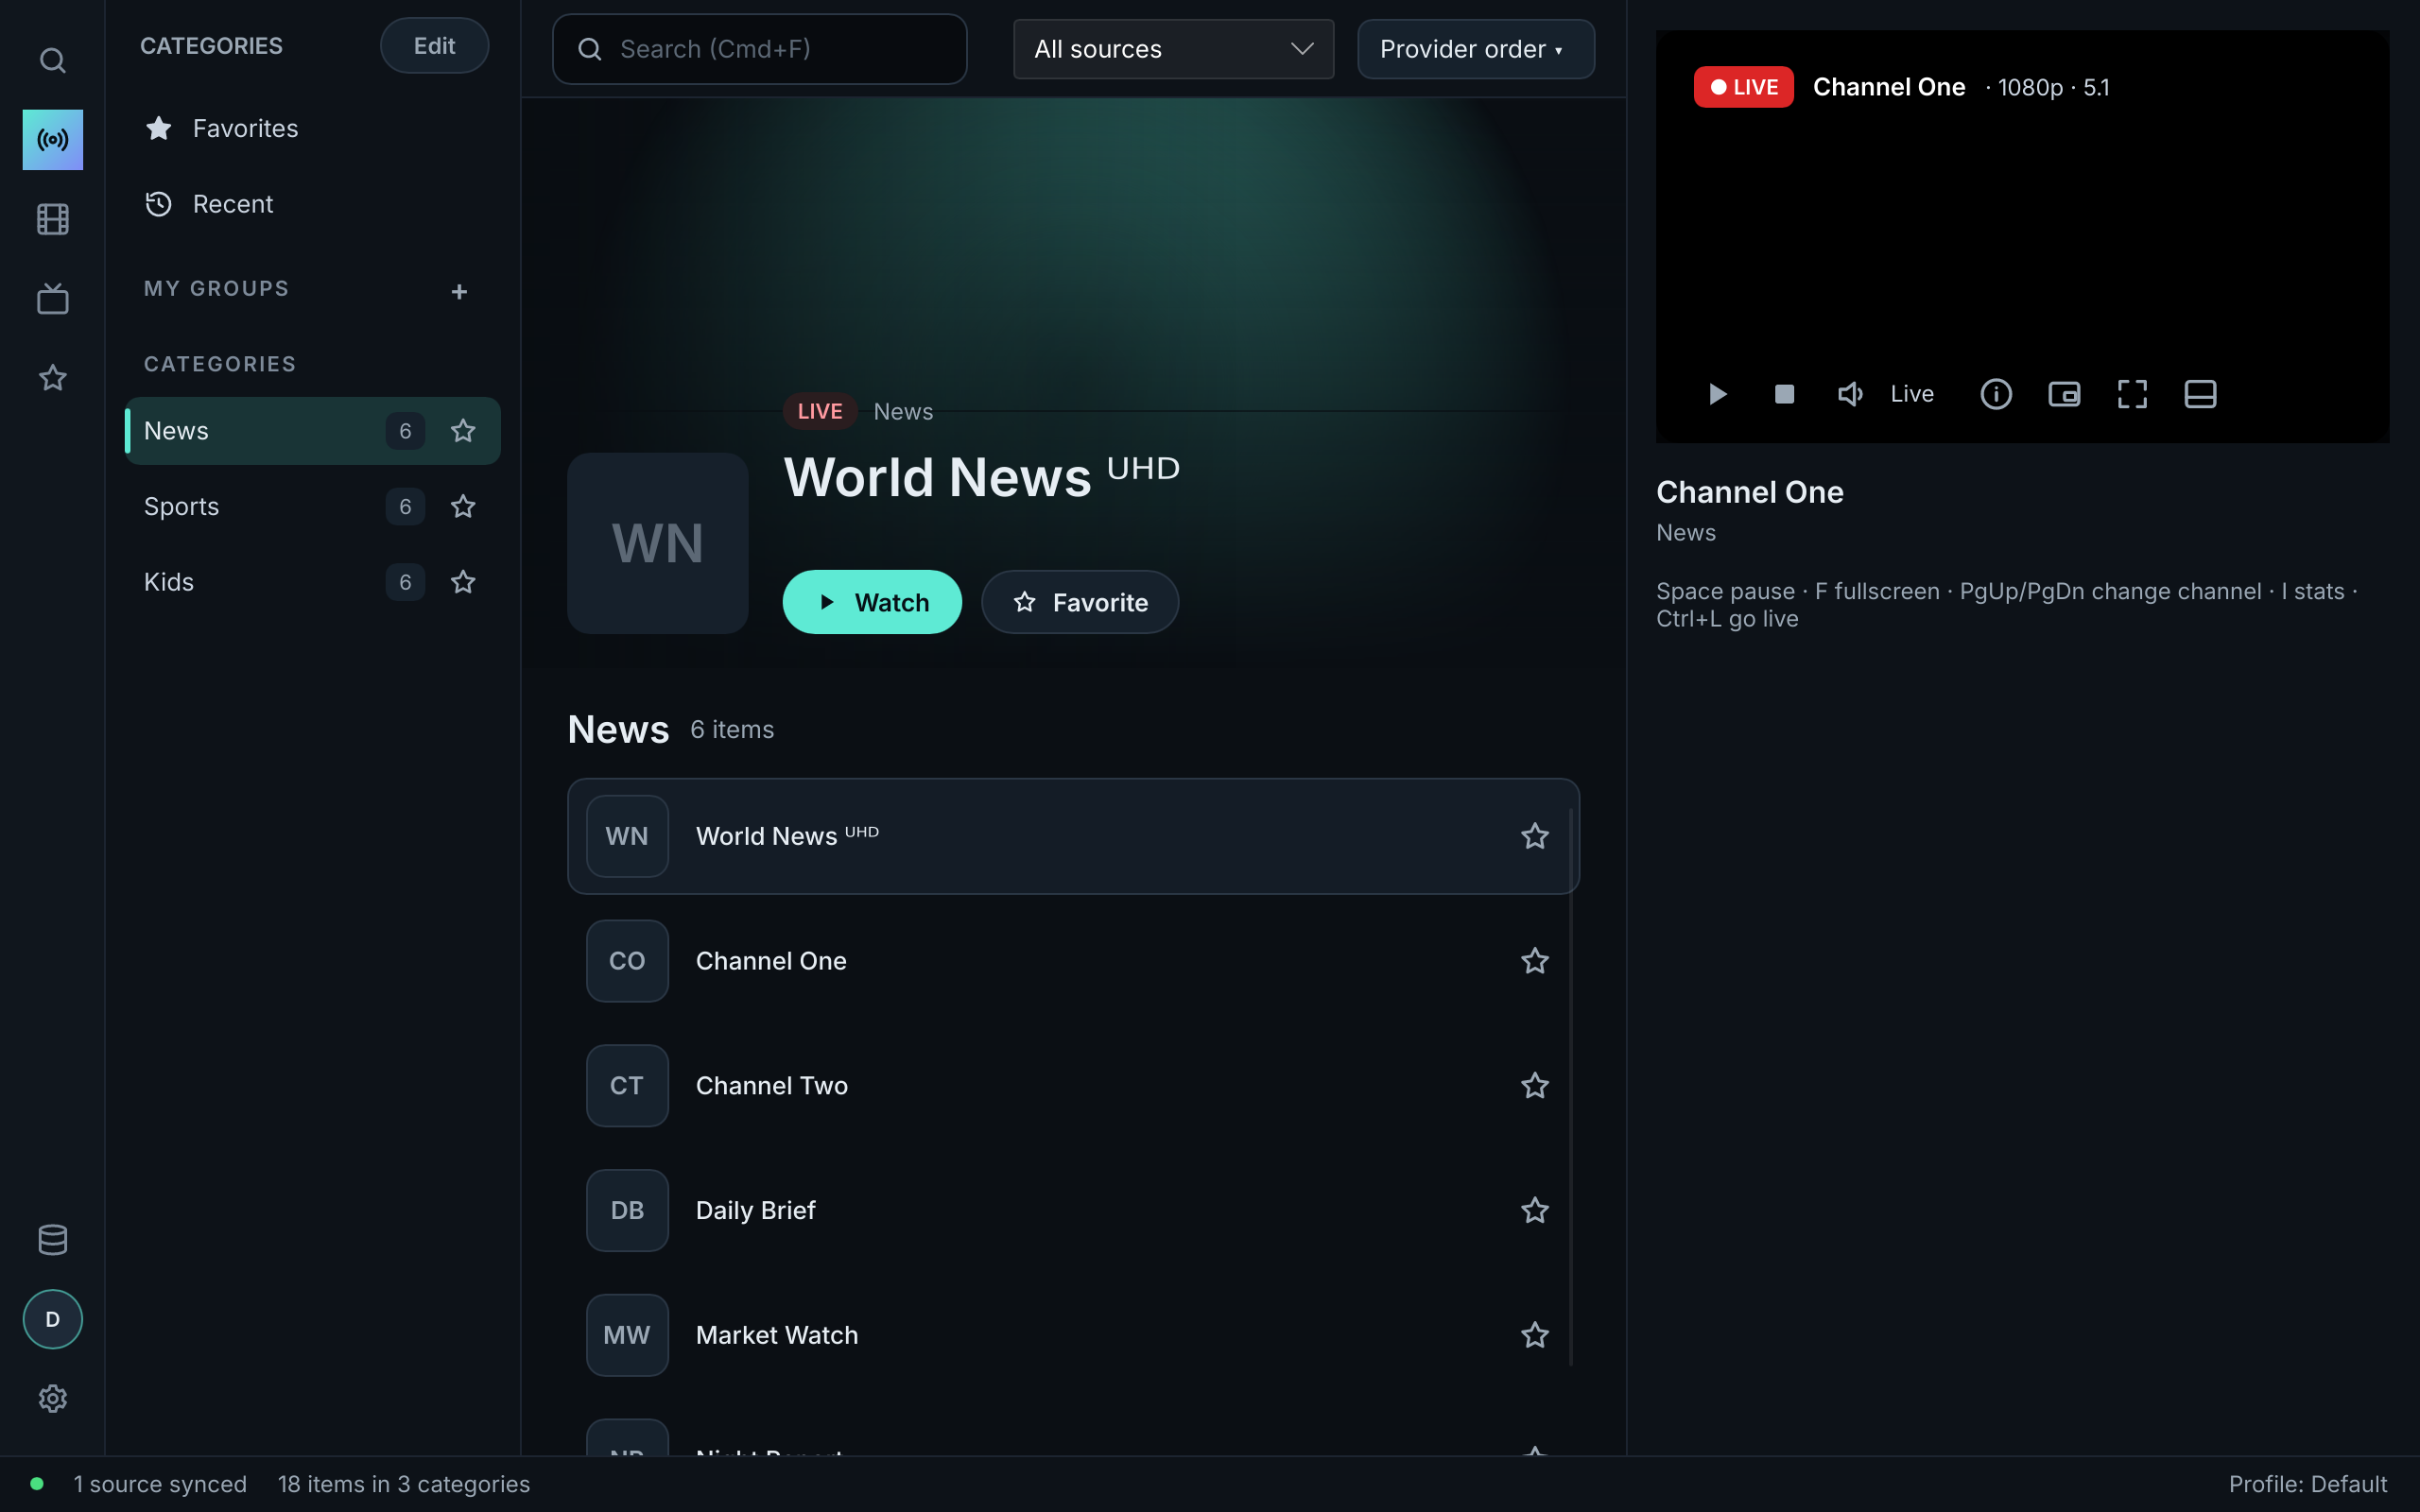 CATEGORIES
Edit
Favorites
Recent
MY GROUPS
+
CATEGORIES
News 6
Sports 6
Kids 6
D
Search (Cmd+F)
All sources
Provider order
LIVE News
World News ᵁᴴᴰ
WN
Watch
Favorite
News 6 items
WN World News ᵁᴴᴰ
CO Channel One
CT Channel Two
DB Daily Brief
MW Market Watch
LIVE Channel One · 1080p · 5.1
Live
Channel One
News
Space pause · F fullscreen · PgUp/PgDn change channel · I stats ·
Ctrl+L go live
1 source synced 18 items in 3 categories
Profile: Default